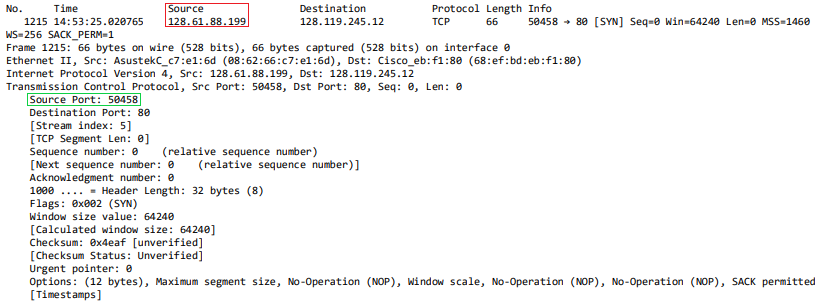 No. Time Source Destination Protocol Length Info
1215 14:53:25.020765 128.61.88.199 128.119.245.12 TCP 66 50458 → 80 [SYN] Seq=0 Win=64240 Len=0 MSS=1460
WS=256 SACK_PERM=1
Frame 1215: 66 bytes on wire (528 bits), 66 bytes captured (528 bits) on interface 0
Ethernet II, Src: AsustekC_c7:e1:6d (08:62:66:c7:e1:6d), Dst: Cisco_eb:f1:80 (68:ef:bd:eb:f1:80)
Internet Protocol Version 4, Src: 128.61.88.199, Dst: 128.119.245.12
Transmission Control Protocol, Src Port: 50458, Dst Port: 80, Seq: 0, Len: 0
Source Port: 50458
Destination Port: 80
[Stream index: 5]
[TCP Segment Len: 0]
Sequence number: 0 (relative sequence number)
[Next sequence number: 0 (relative sequence number)]
Acknowledgment number: 0
1000 .... = Header Length: 32 bytes (8)
Flags: 0x002 (SYN)
Window size value: 64240
[Calculated window size: 64240]
Checksum: 0x4eaf [unverified]
[Checksum Status: Unverified]
Urgent pointer: 0
Options: (12 bytes), Maximum segment size, No-Operation (NOP), Window scale, No-Operation (NOP), No-Operation (NOP), SACK permitted
[Timestamps]